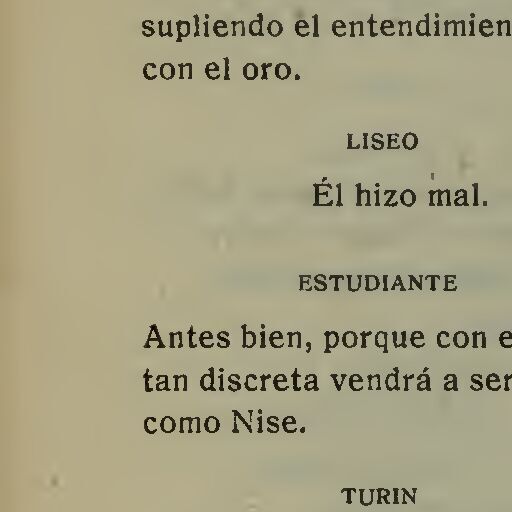 supliendo el entendimien
con el oro.
LISEO
Él hizo mal.
ESTUDIANTE
Antes bien, porque con e
tan discreta vendrá a ser
como Nise.
TURIN